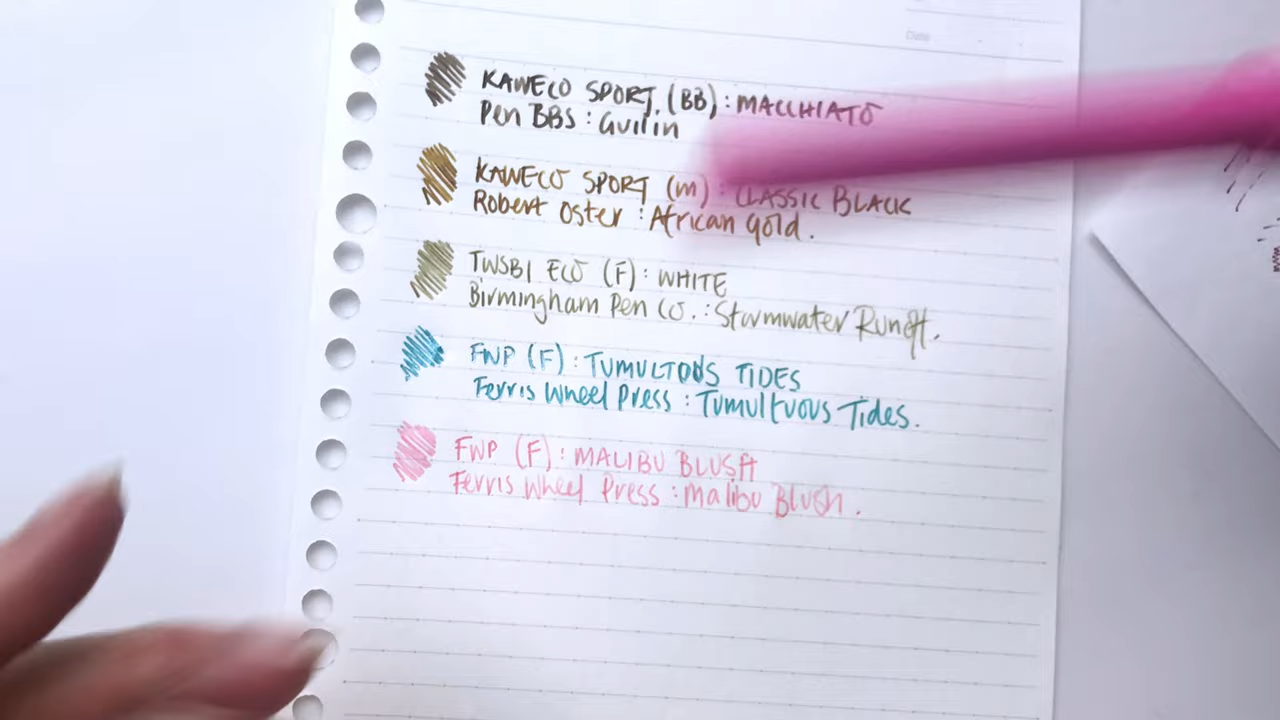 Date
KAWECO SPORT (BB) : MACCHIATO
Pen BBS : Guilin
KAWECO SPORT (M) : CLASSIC BLACK
Robert Oster : African Gold.
TWSBI ECO (F) : WHITE
Birmingham Pen Co. : Stormwater Runoff.
FWP (F) : TUMULTOUS TIDES
Ferris Wheel Press : Tumultuous Tides.
FWP (F) : MALIBU BLUSH
Ferris Wheel Press : Malibu Blush.